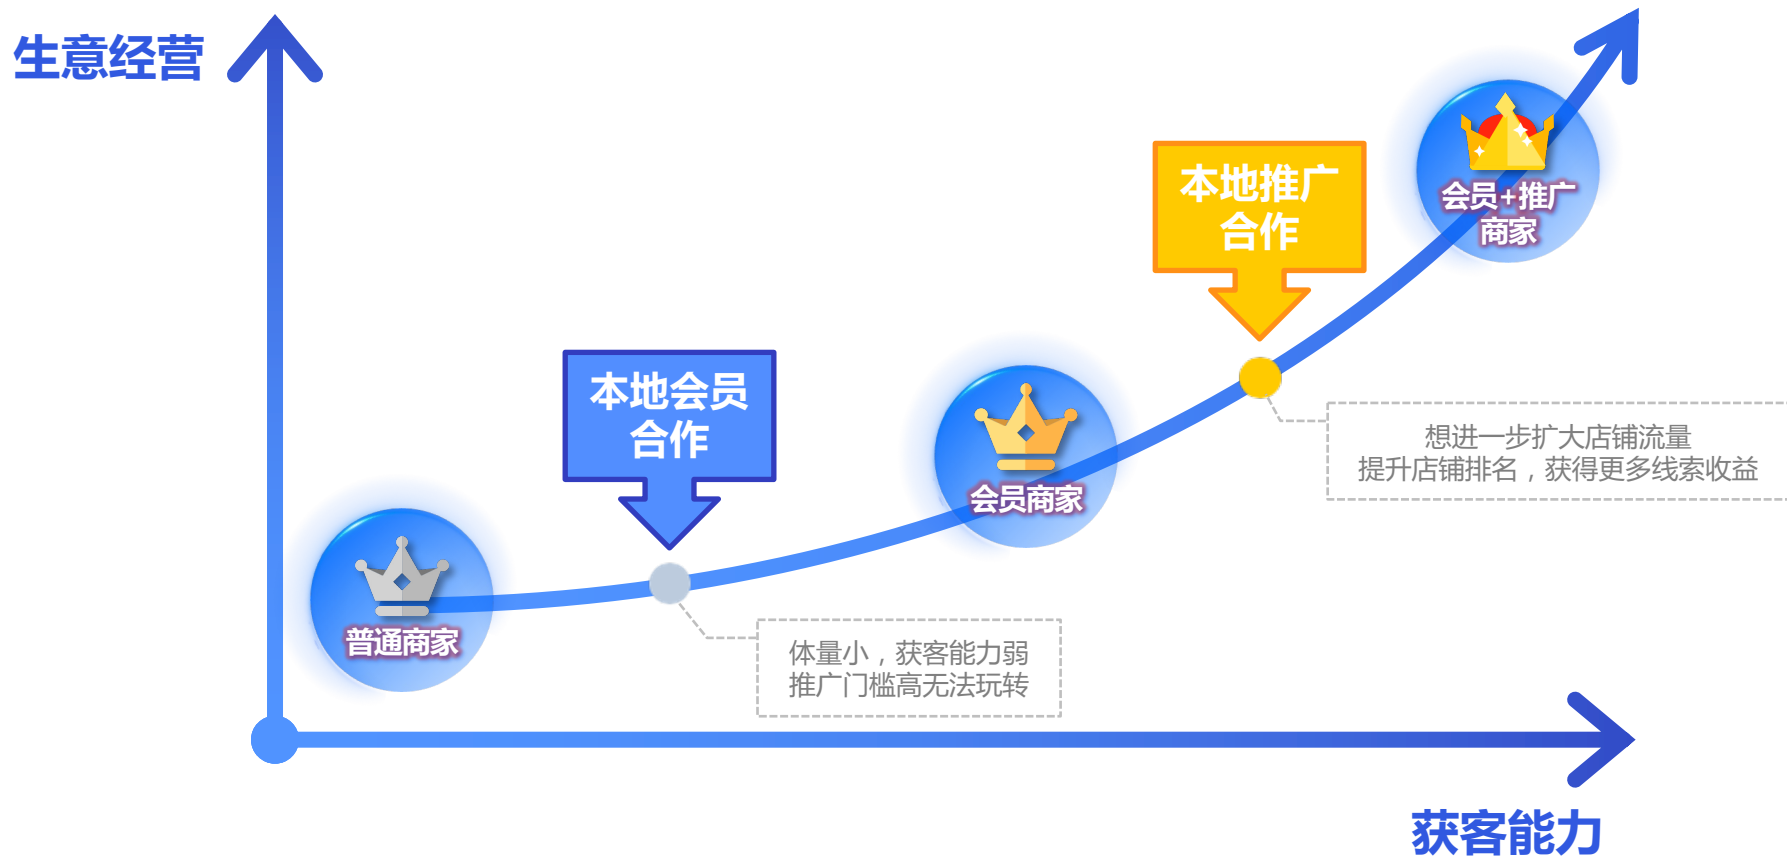 生意经营
本地推广
合作
会员+推广
商家
本地会员
合作
会员商家
想进一步扩大店铺流量
提升店铺排名，获得更多线索收益
普通商家
体量小，获客能力弱
推广门槛高无法玩转
获客能力